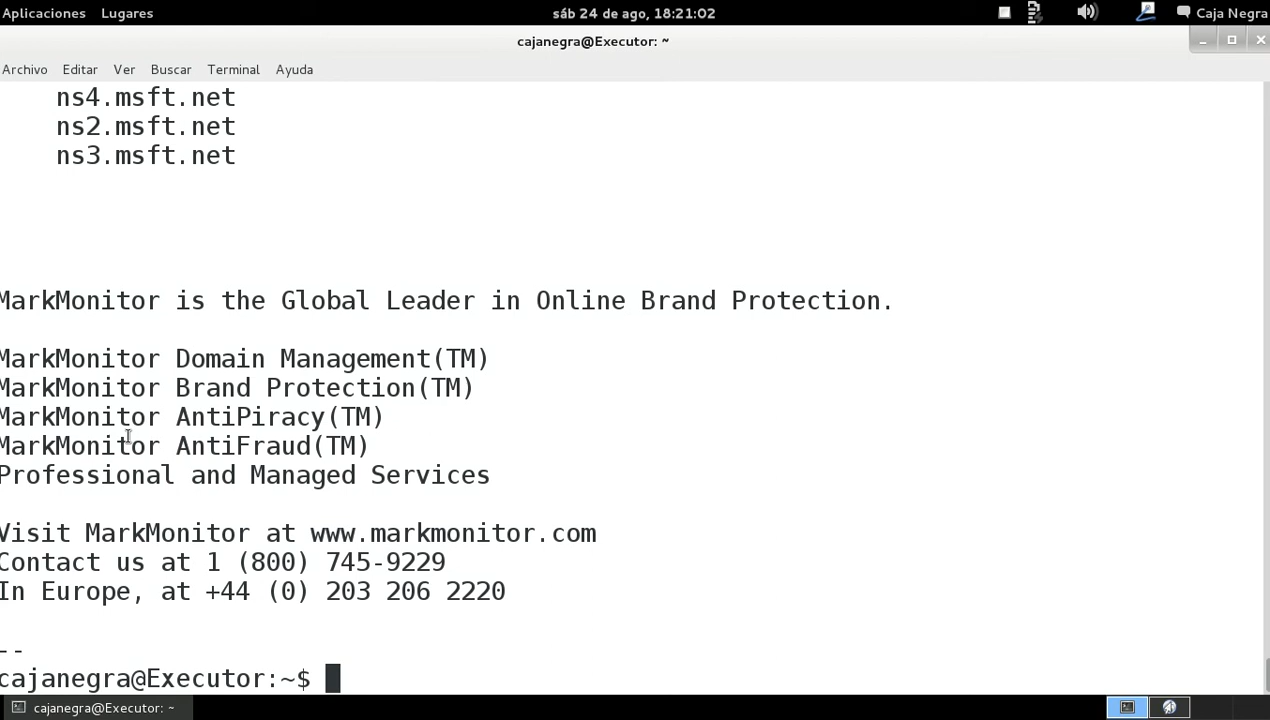 Aplicaciones Lugares sáb 24 de ago, 18:21:02 Caja Negra
cajanegra@Executor: ~
Archivo Editar Ver Buscar Terminal Ayuda
ns4.msft.net
ns2.msft.net
ns3.msft.net
MarkMonitor is the Global Leader in Online Brand Protection.
MarkMonitor Domain Management(TM)
MarkMonitor Brand Protection(TM)
MarkMonitor AntiPiracy(TM)
MarkMonitor AntiFraud(TM)
Professional and Managed Services
Visit MarkMonitor at www.markmonitor.com
Contact us at 1 (800) 745-9229
In Europe, at +44 (0) 203 206 2220
--
cajanegra@Executor:~$
cajanegra@Executor: ~